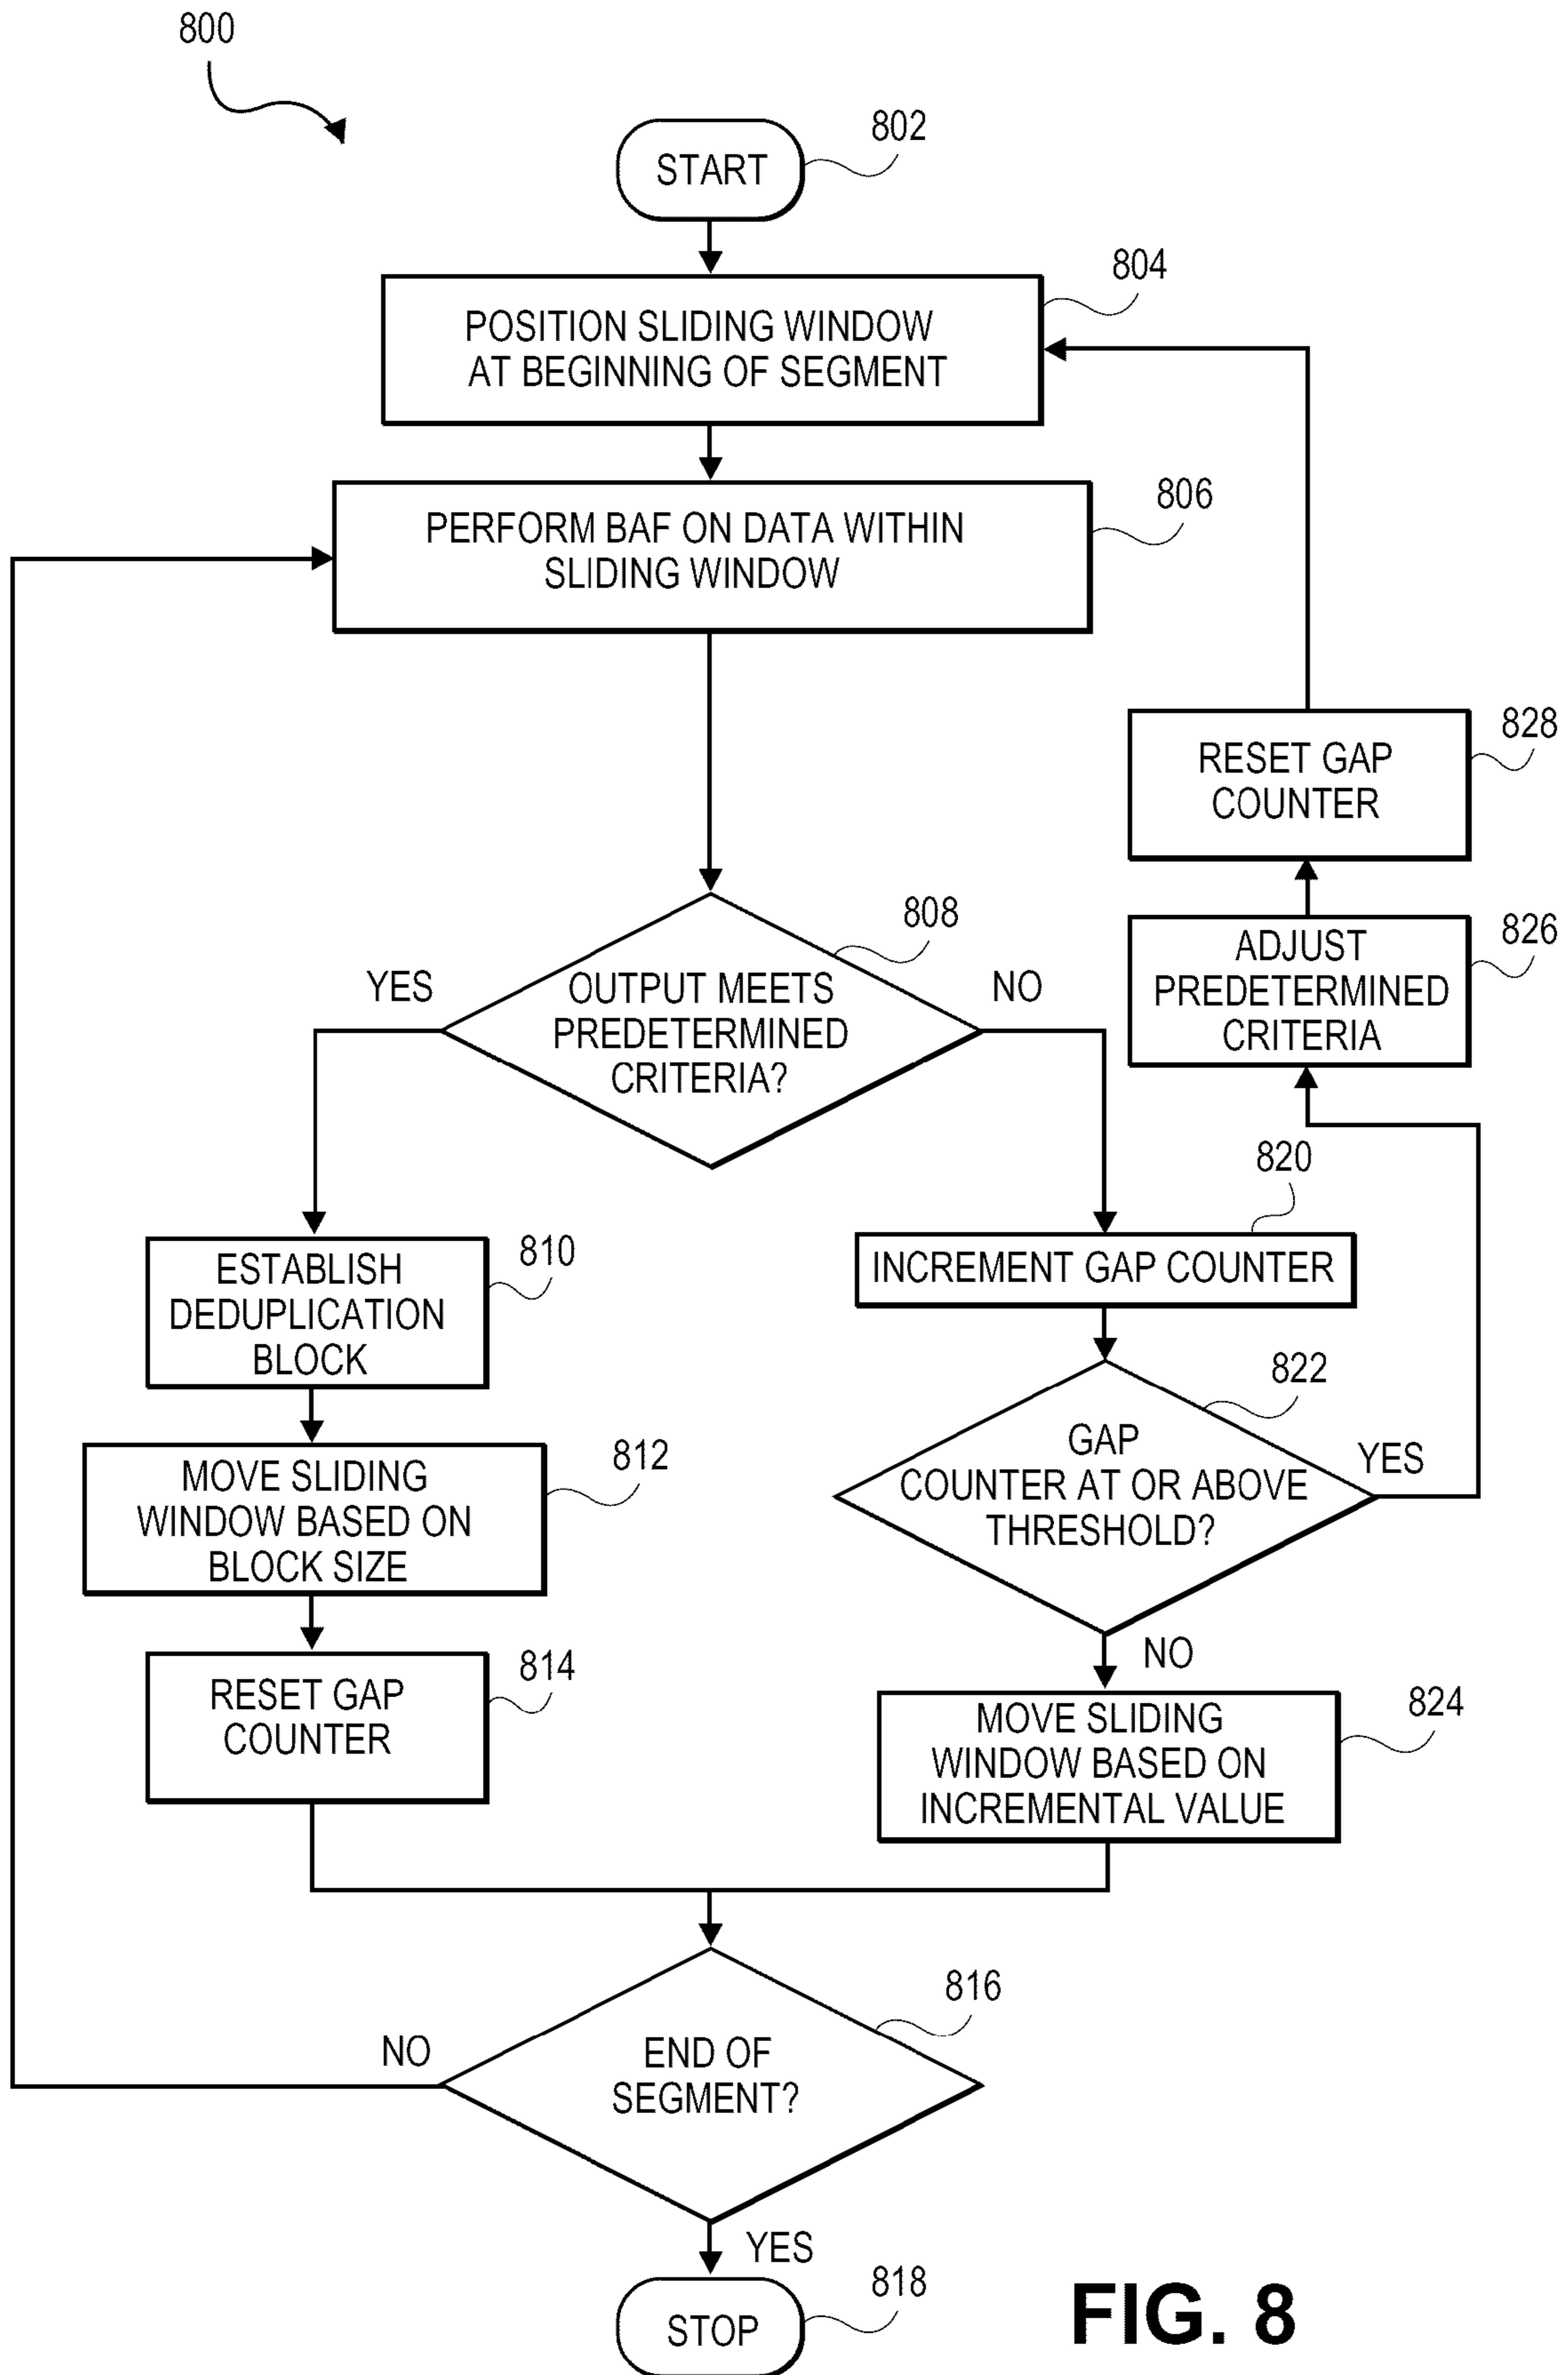 800
802
START
804
POSITION SLIDING WINDOW
AT BEGINNING OF SEGMENT
806
PERFORM BAF ON DATA WITHIN
SLIDING WINDOW
828
RESET GAP
COUNTER
808
826
ADJUST
PREDETERMINED
CRITERIA
YES
OUTPUT MEETS
PREDETERMINED
CRITERIA?
NO
820
INCREMENT GAP COUNTER
810
ESTABLISH
DEDUPLICATION
BLOCK
822
GAP
COUNTER AT OR ABOVE
THRESHOLD?
YES
812
MOVE SLIDING
WINDOW BASED ON
BLOCK SIZE
NO
814
RESET GAP
COUNTER
824
MOVE SLIDING
WINDOW BASED ON
INCREMENTAL VALUE
816
NO
END OF
SEGMENT?
YES
818
STOP
FIG. 8